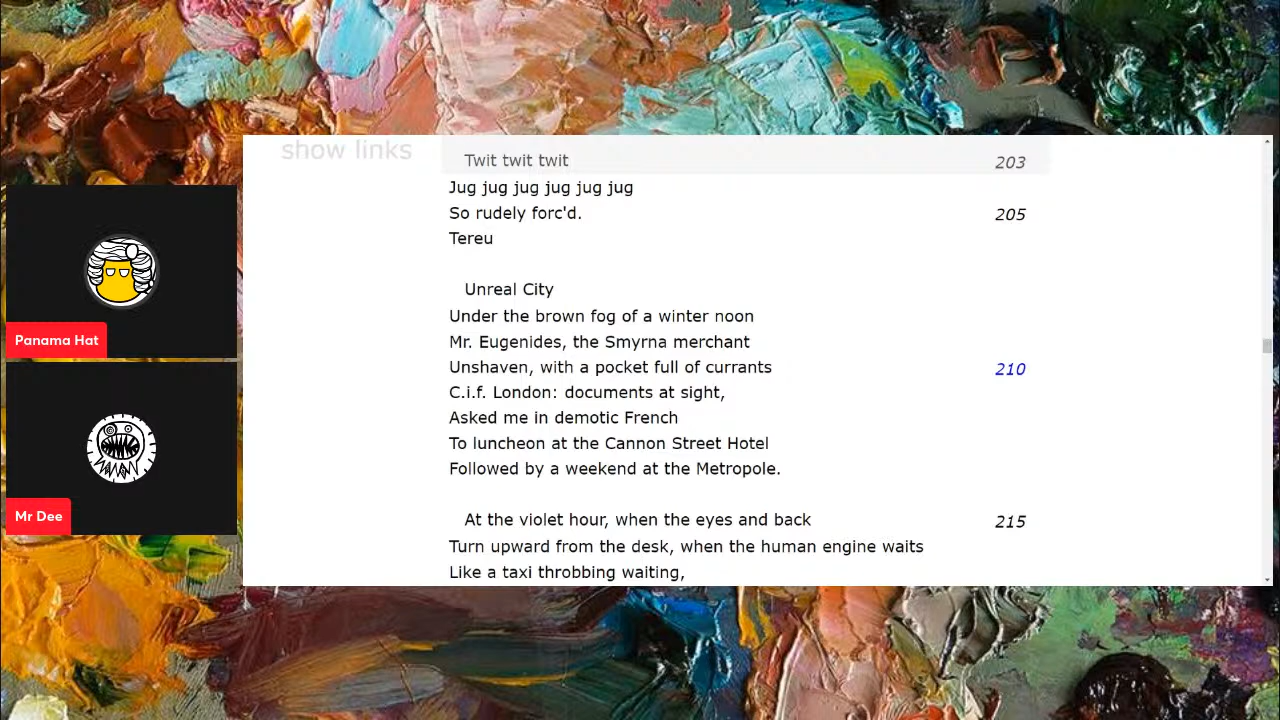 show links
Twit twit twit 203
Jug jug jug jug jug jug
So rudely forc'd. 205
Tereu
Unreal City
Under the brown fog of a winter noon
Mr. Eugenides, the Smyrna merchant
Unshaven, with a pocket full of currants 210
C.i.f. London: documents at sight,
Asked me in demotic French
To luncheon at the Cannon Street Hotel
Followed by a weekend at the Metropole.
At the violet hour, when the eyes and back 215
Turn upward from the desk, when the human engine waits
Like a taxi throbbing waiting,
Panama Hat
Mr Dee